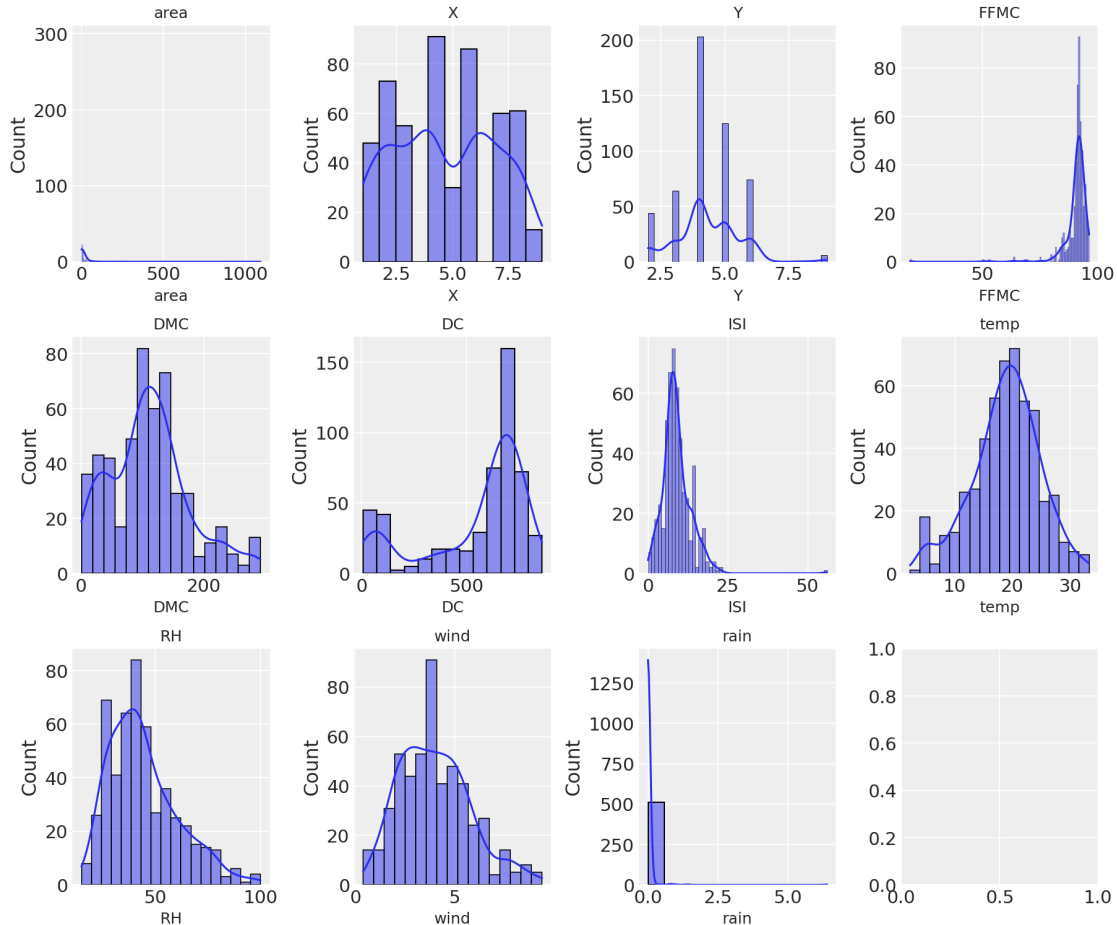 area
X
Y
FFMC
300
200
100
0
Count
0
500
1000
area
80
60
40
20
0
Count
2.5
5.0
7.5
X
200
150
100
50
0
Count
2.5
5.0
7.5
Y
80
60
40
20
0
Count
50
100
FFMC
DMC
DC
ISI
temp
80
60
40
20
0
Count
0
200
DMC
150
100
50
0
Count
0
500
DC
60
40
20
0
Count
0
25
50
ISI
60
40
20
0
Count
10
20
30
temp
RH
wind
rain
80
60
40
20
0
Count
50
100
RH
80
60
40
20
0
Count
0
5
wind
1250
1000
750
500
250
0
Count
0.0
2.5
5.0
rain
1.0
0.8
0.6
0.4
0.2
0.0
0.0
0.5
1.0